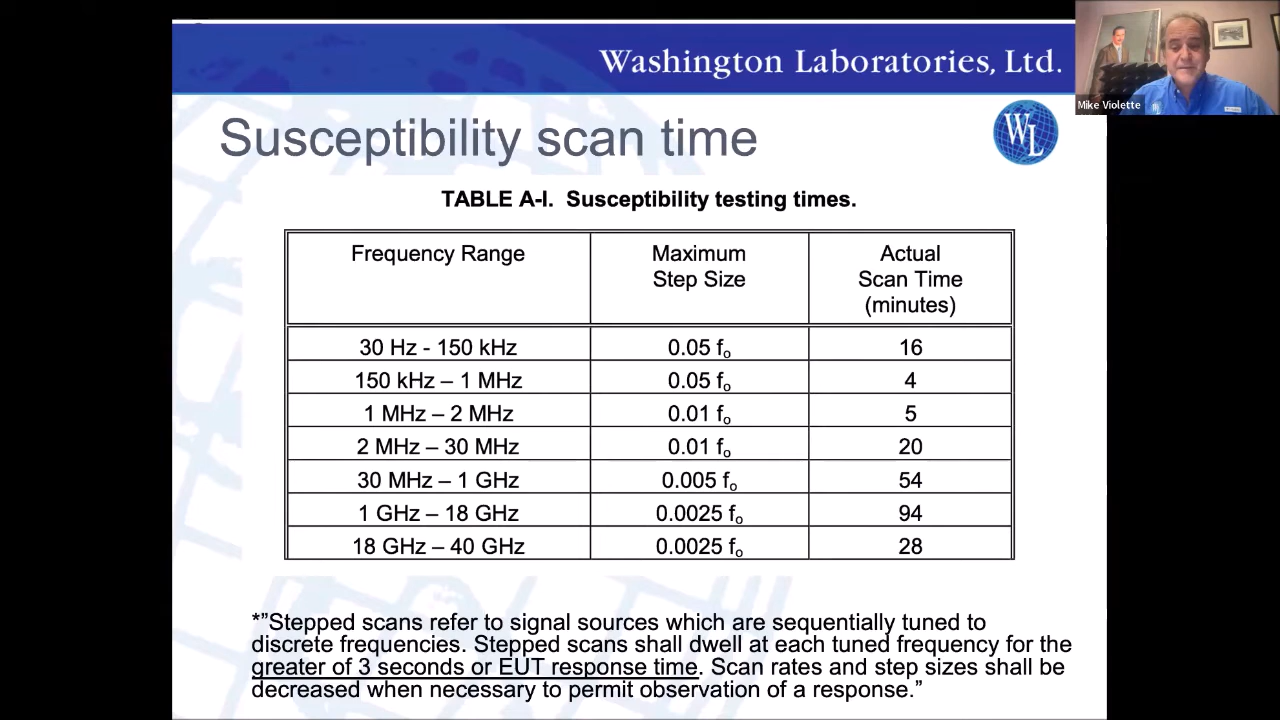 Washington Laboratories, Ltd.
Mike Violette
Susceptibility scan time
WL
TABLE A-I. Susceptibility testing times.
Frequency Range Maximum Step Size Actual Scan Time (minutes)
30 Hz - 150 kHz 0.05 fo 16
150 kHz – 1 MHz 0.05 fo 4
1 MHz – 2 MHz 0.01 fo 5
2 MHz – 30 MHz 0.01 fo 20
30 MHz – 1 GHz 0.005 fo 54
1 GHz – 18 GHz 0.0025 fo 94
18 GHz – 40 GHz 0.0025 fo 28
*”Stepped scans refer to signal sources which are sequentially tuned to
discrete frequencies. Stepped scans shall dwell at each tuned frequency for the
greater of 3 seconds or EUT response time. Scan rates and step sizes shall be
decreased when necessary to permit observation of a response.”